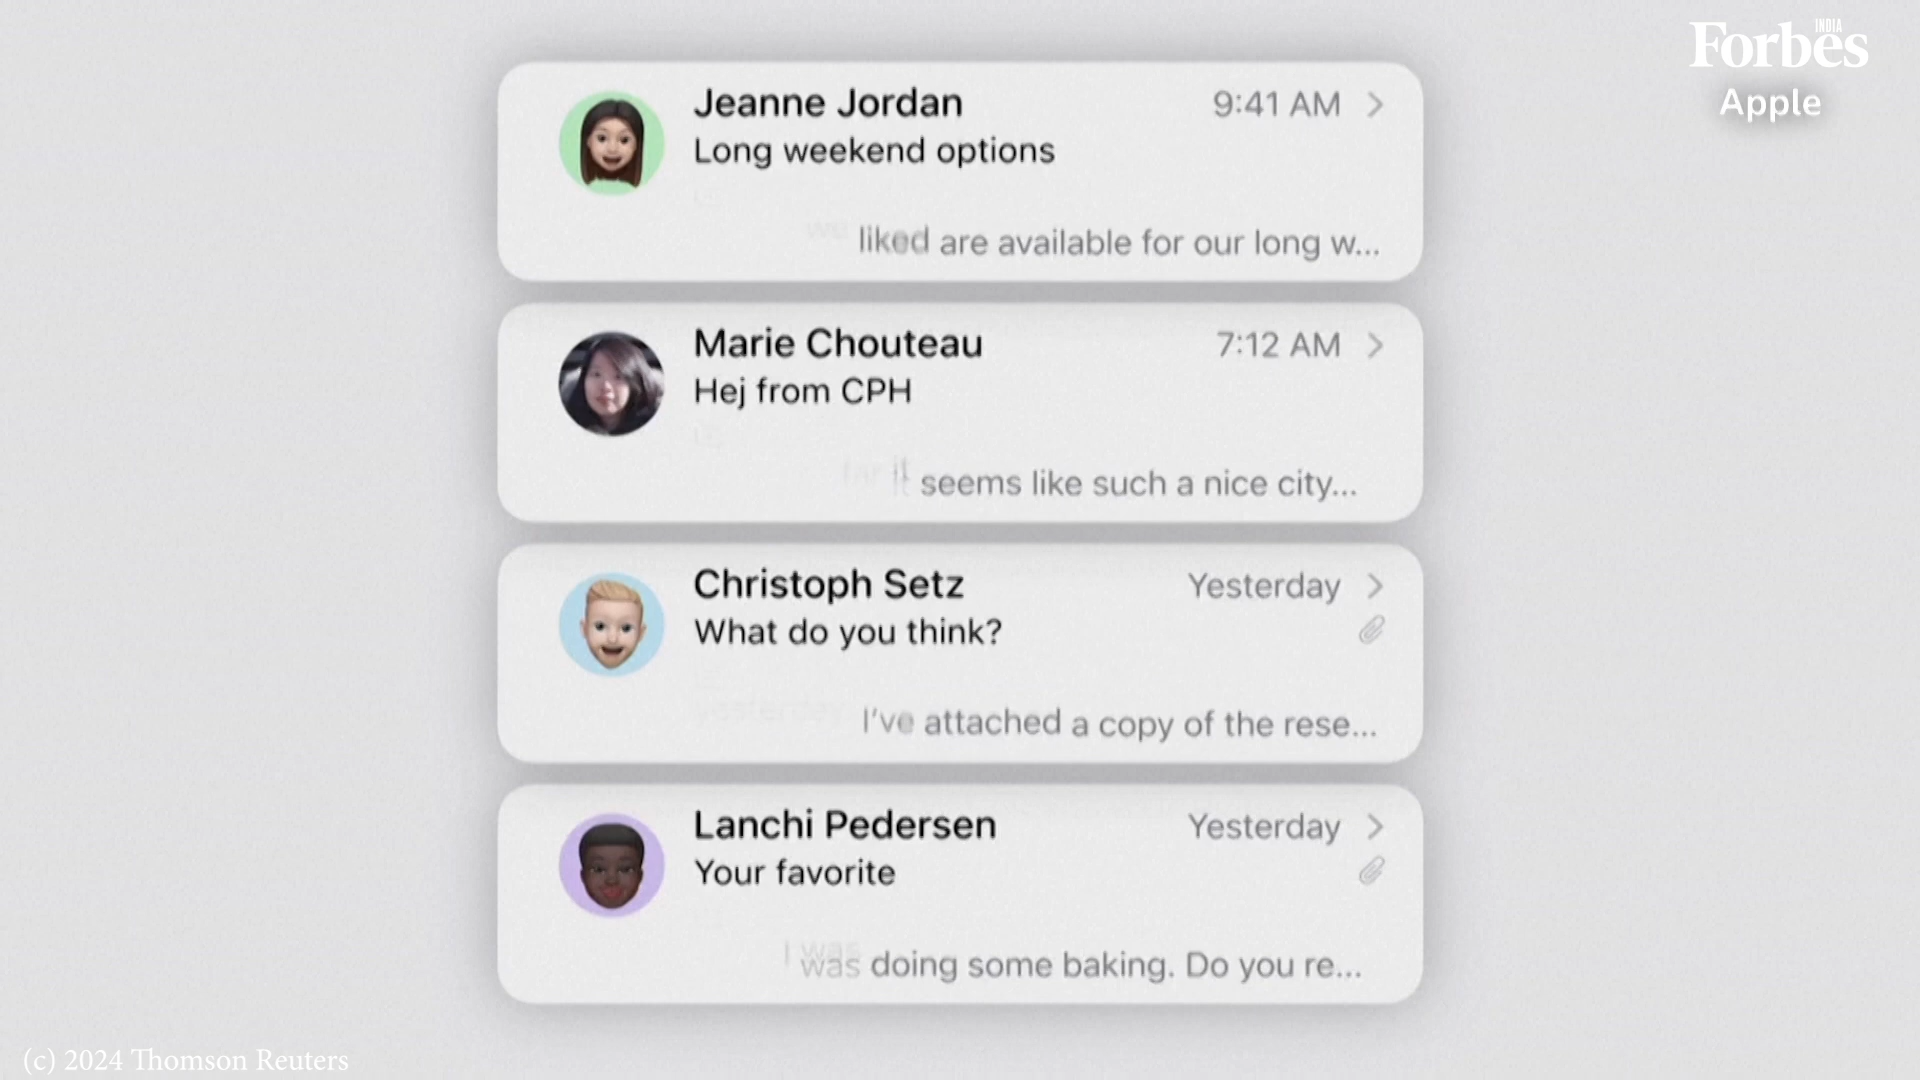 Forbes
INDIA
Apple
Jeanne Jordan
9:41 AM
Long weekend options
we liked are available for our long w...
Marie Chouteau
7:12 AM
Hej from CPH
it seems like such a nice city...
Christoph Setz
Yesterday
What do you think?
yesterday I've attached a copy of the rese...
Lanchi Pedersen
Yesterday
Your favorite
I was doing some baking. Do you re...
(c) 2024 Thomson Reuters